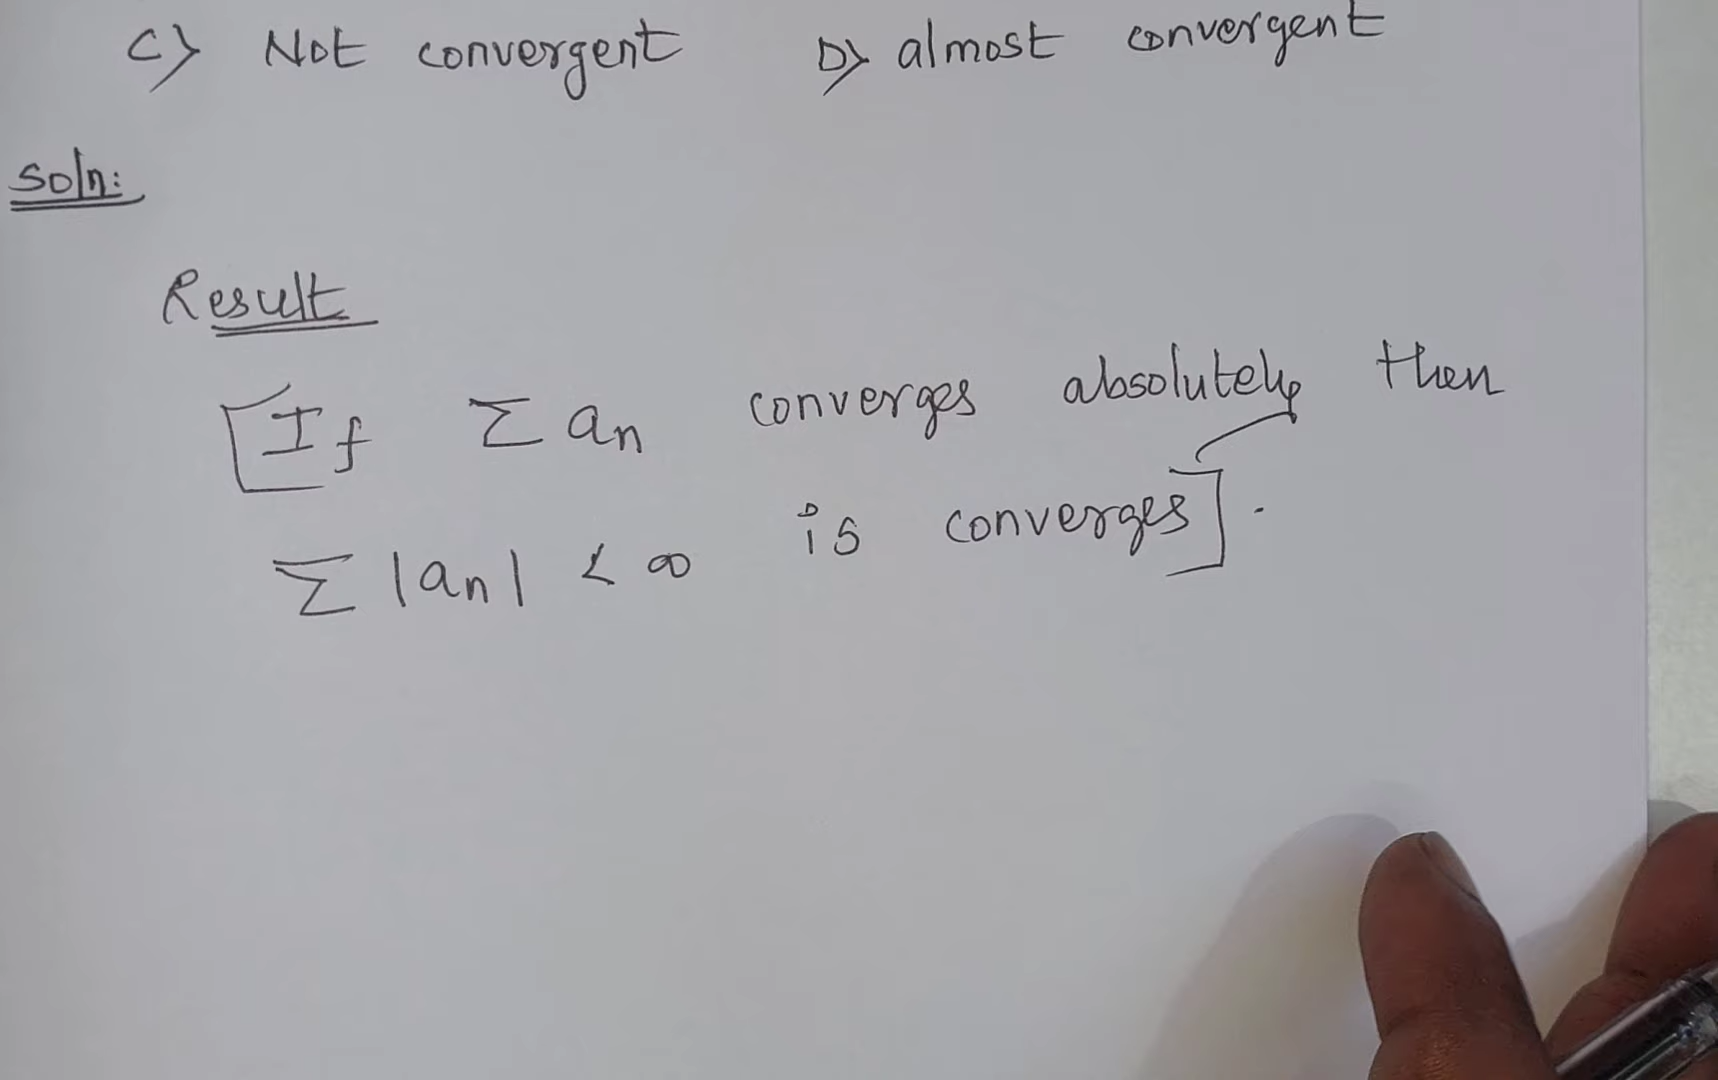 C) Not convergent D) almost convergent
Soln:
Result
[If Σ an converges absolutely then
Σ |an| < ∞ is converges].